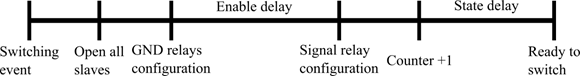 Enable delay
State delay
Switching
event
Open all
slaves
GND relays
configuration
Signal relay
configuration
Counter +1
Ready to
switch